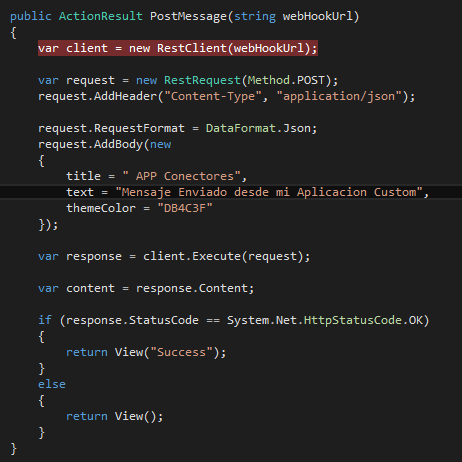 public ActionResult PostMessage(string webHookUrl)
{
var client = new RestClient(webHookUrl);
var request = new RestRequest(Method.POST);
request.AddHeader("Content-Type", "application/json");
request.RequestFormat = DataFormat.Json;
request.AddBody(new
{
title = " APP Conectores",
text = "Mensaje Enviado desde mi Aplicacion Custom",
themeColor = "DB4C3F"
});
var response = client.Execute(request);
var content = response.Content;
if (response.StatusCode == System.Net.HttpStatusCode.OK)
{
return View("Success");
}
else
{
return View();
}
}